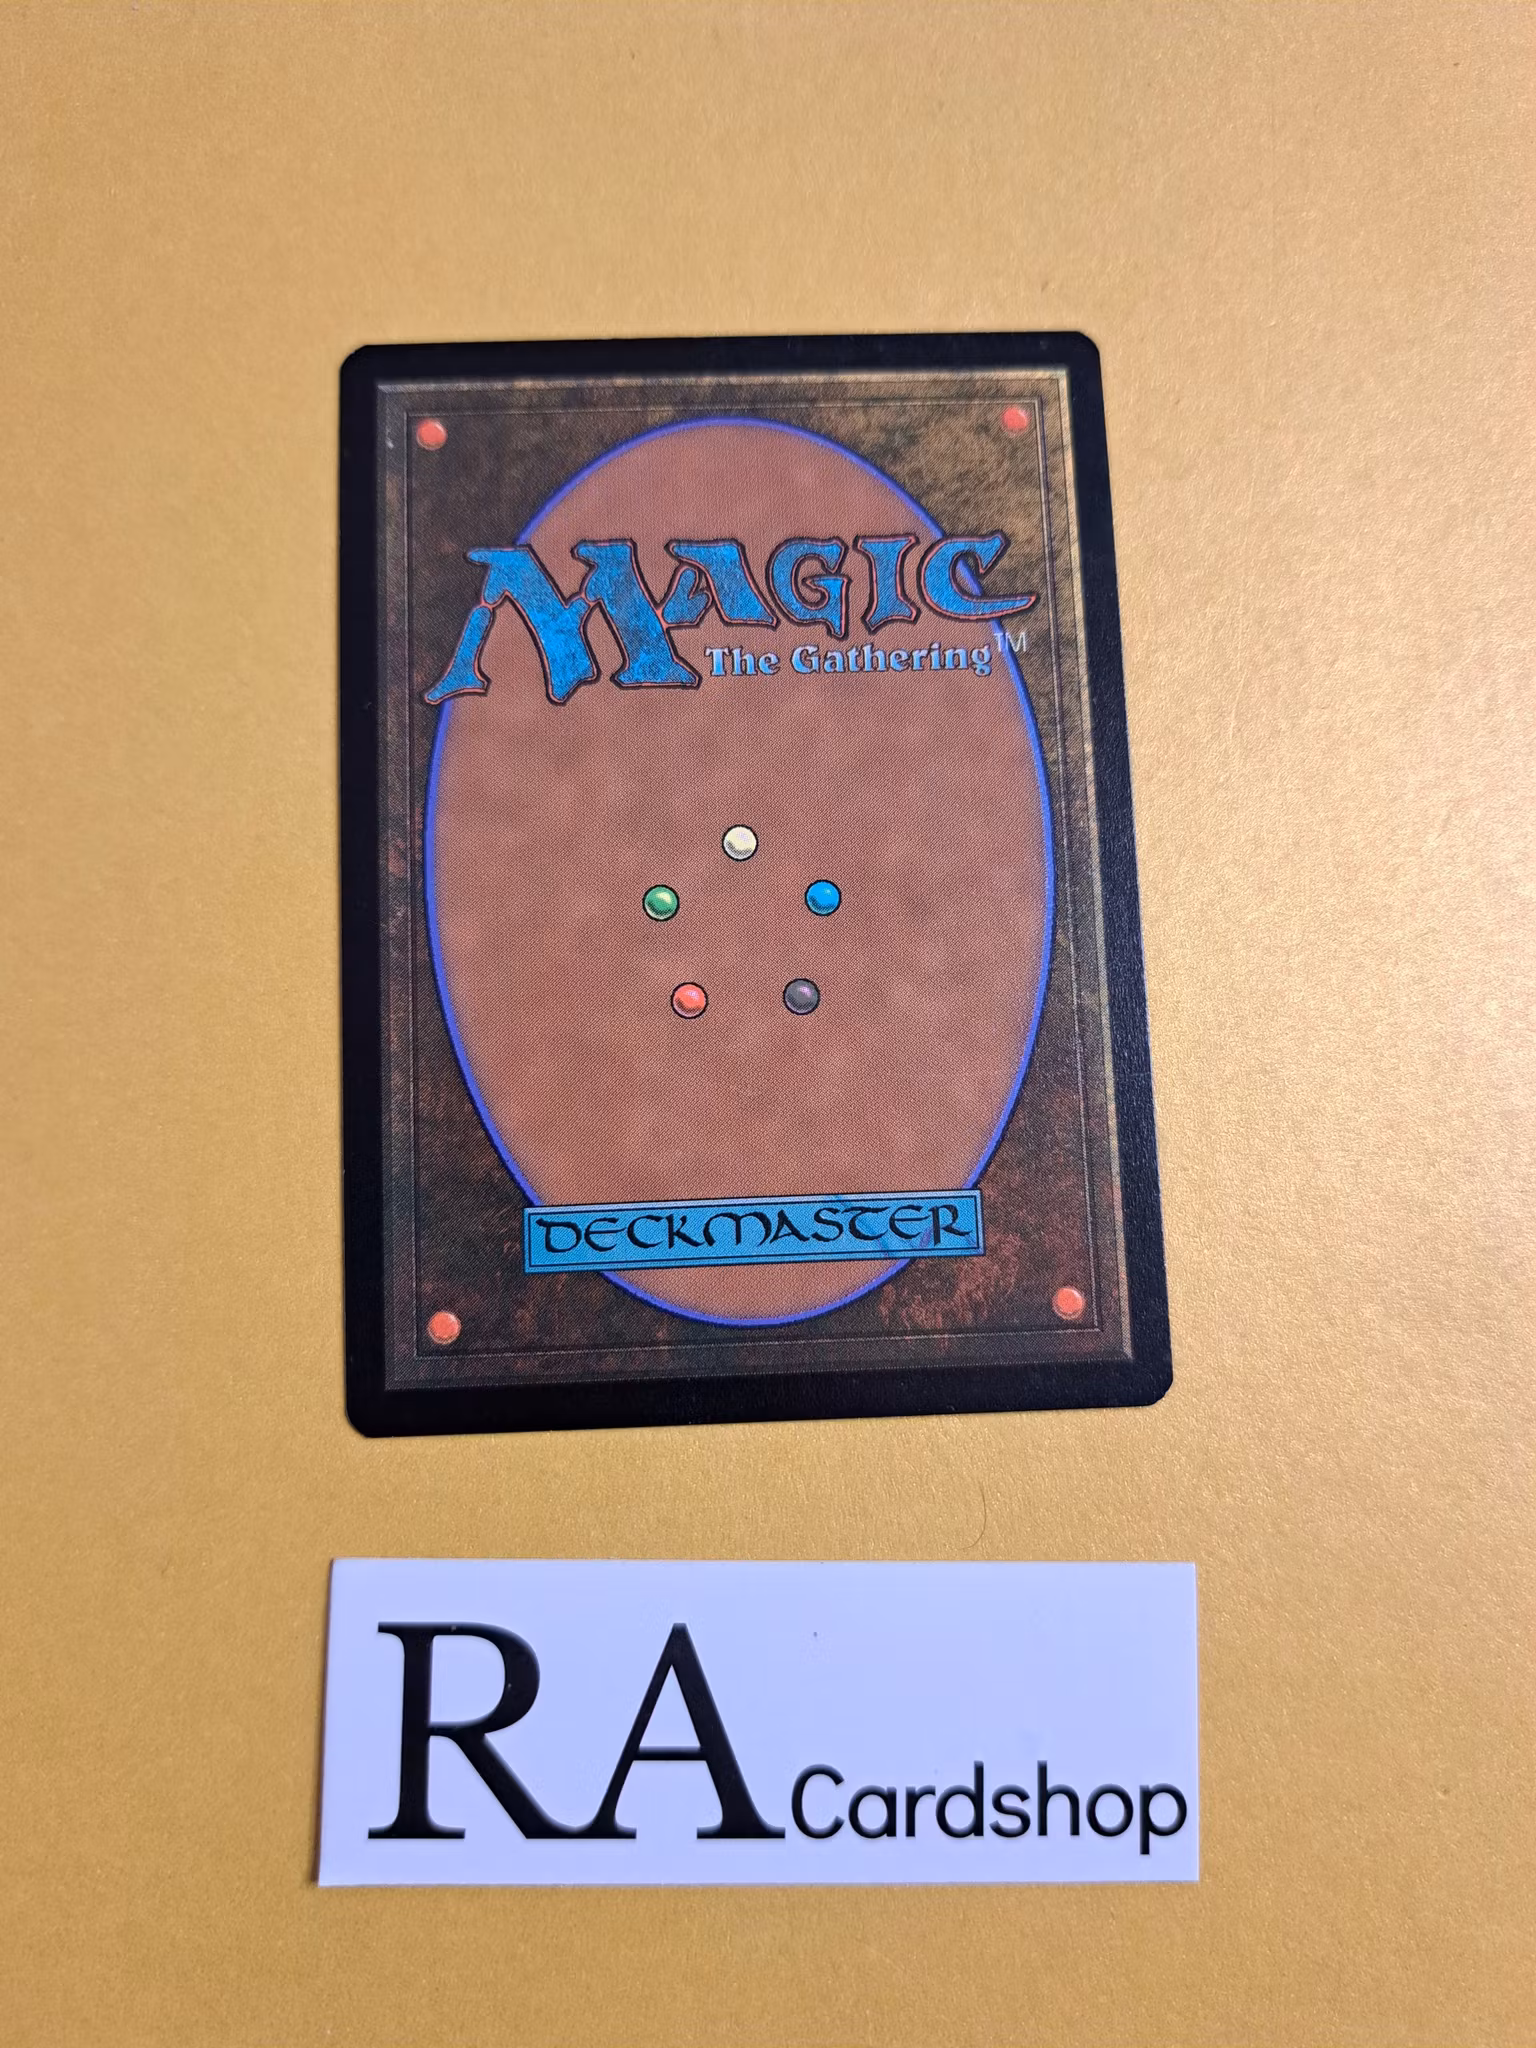 MAGIC
The Gathering™
DECKMASTER
RA Cardshop